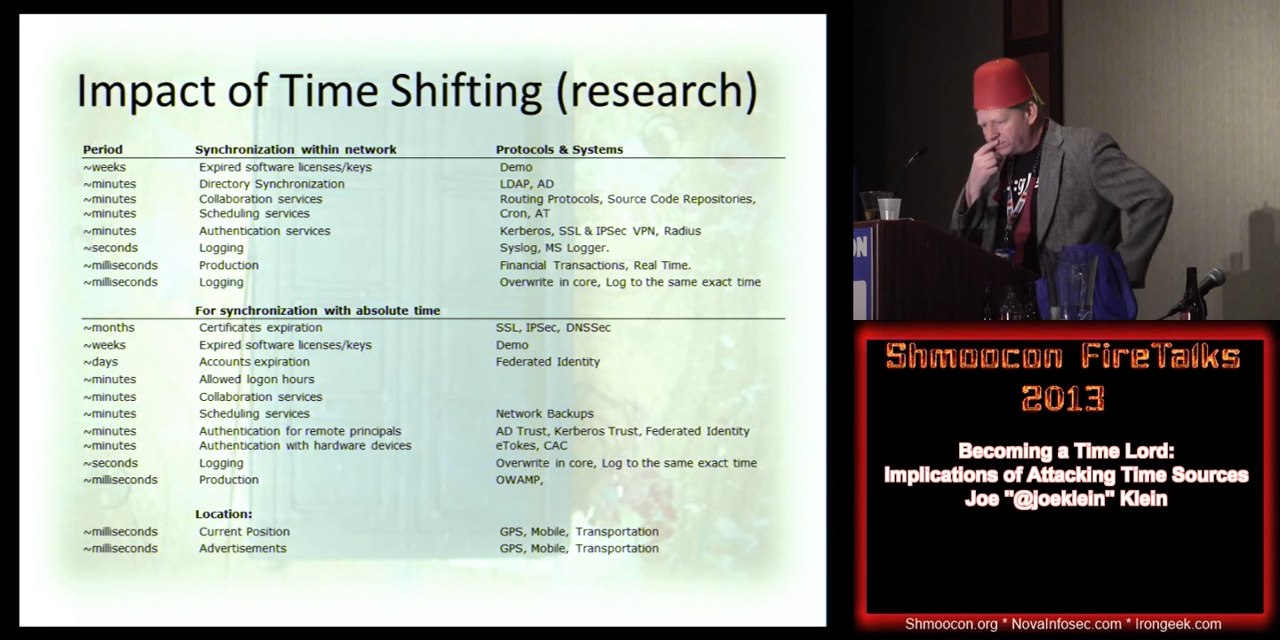 Impact of Time Shifting (research)
Period Synchronization within network Protocols & Systems
~weeks Expired software licenses/keys Demo
~minutes Directory Synchronization LDAP, AD
~minutes Collaboration services Routing Protocols, Source Code Repositories,
~minutes Scheduling services Cron, AT
~minutes Authentication services Kerberos, SSL & IPSec VPN, Radius
~seconds Logging Syslog, MS Logger.
~milliseconds Production Financial Transactions, Real Time.
~milliseconds Logging Overwrite in core, Log to the same exact time
For synchronization with absolute time
~months Certificates expiration SSL, IPSec, DNSSec
~weeks Expired software licenses/keys Demo
~days Accounts expiration Federated Identity
~minutes Allowed logon hours
~minutes Collaboration services
~minutes Scheduling services Network Backups
~minutes Authentication for remote principals AD Trust, Kerberos Trust, Federated Identity
~minutes Authentication with hardware devices eTokes, CAC
~seconds Logging Overwrite in core, Log to the same exact time
~milliseconds Production OWAMP,
Location:
~milliseconds Current Position GPS, Mobile, Transportation
~milliseconds Advertisements GPS, Mobile, Transportation
ON
Shmoocon FireTalks
2013
Becoming a Time Lord:
Implications of Attacking Time Sources
Joe "@joeklein" Klein
Shmoocon.org * NovaInfosec.com * Irongeek.com